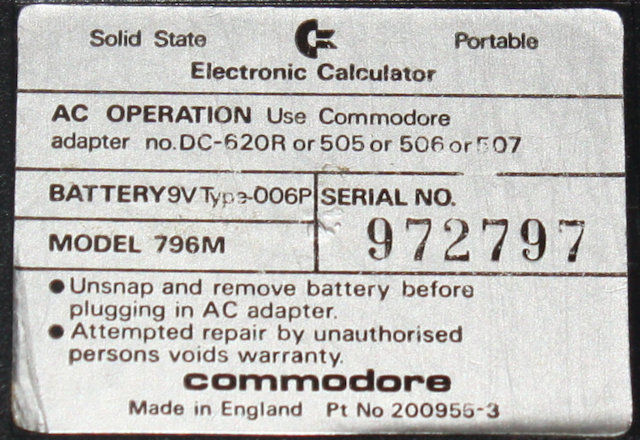 Solid State Portable
Electronic Calculator
AC OPERATION Use Commodore
adapter no. DC-620R or 505 or 506 or 507
BATTERY 9V Type-006P SERIAL NO.
972797
MODEL 796M
● Unsnap and remove battery before
plugging in AC adapter.
● Attempted repair by unauthorised
persons voids warranty.
commodore
Made in England Pt No 200955-3